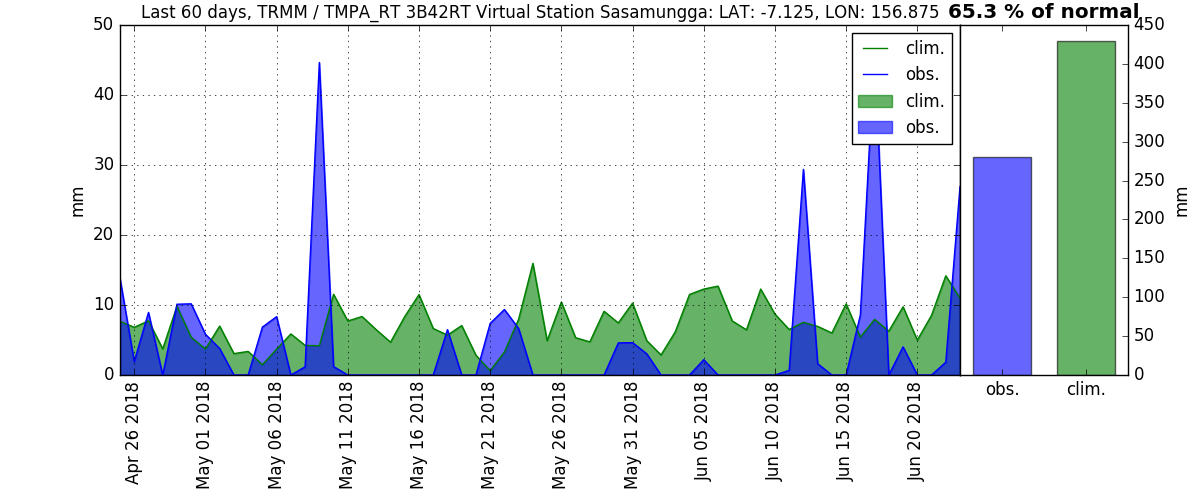 Last 60 days, TRMM / TMPA_RT 3B42RT Virtual Station Sasamungga: LAT: -7.125, LON: 156.875
65.3 % of normal
50
40
30
20
10
0
mm
clim.
obs.
clim.
obs.
450
400
350
300
250
200
150
100
50
0
mm
obs.
clim.
Apr 26 2018
May 01 2018
May 06 2018
May 11 2018
May 16 2018
May 21 2018
May 26 2018
May 31 2018
Jun 05 2018
Jun 10 2018
Jun 15 2018
Jun 20 2018